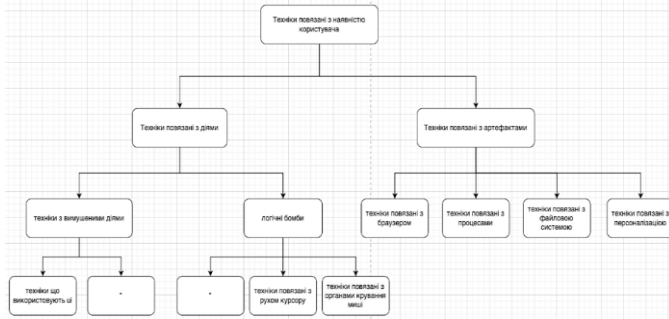 Техніки повязані з наявністю
користувача
Техніки повязані з діями
Техніки повязані з артефактами
техніки з вимушеними діями
логічні бомби
техніки повязані з
браузером
техніки повязані з
процесами
техніки повязані з
файловою
системою
техніки повязані з
персоналізацією
техніки що
використовують ці
-
-
техніки повязані з
рухом курсору
техніки повязані з
органами крування
миші